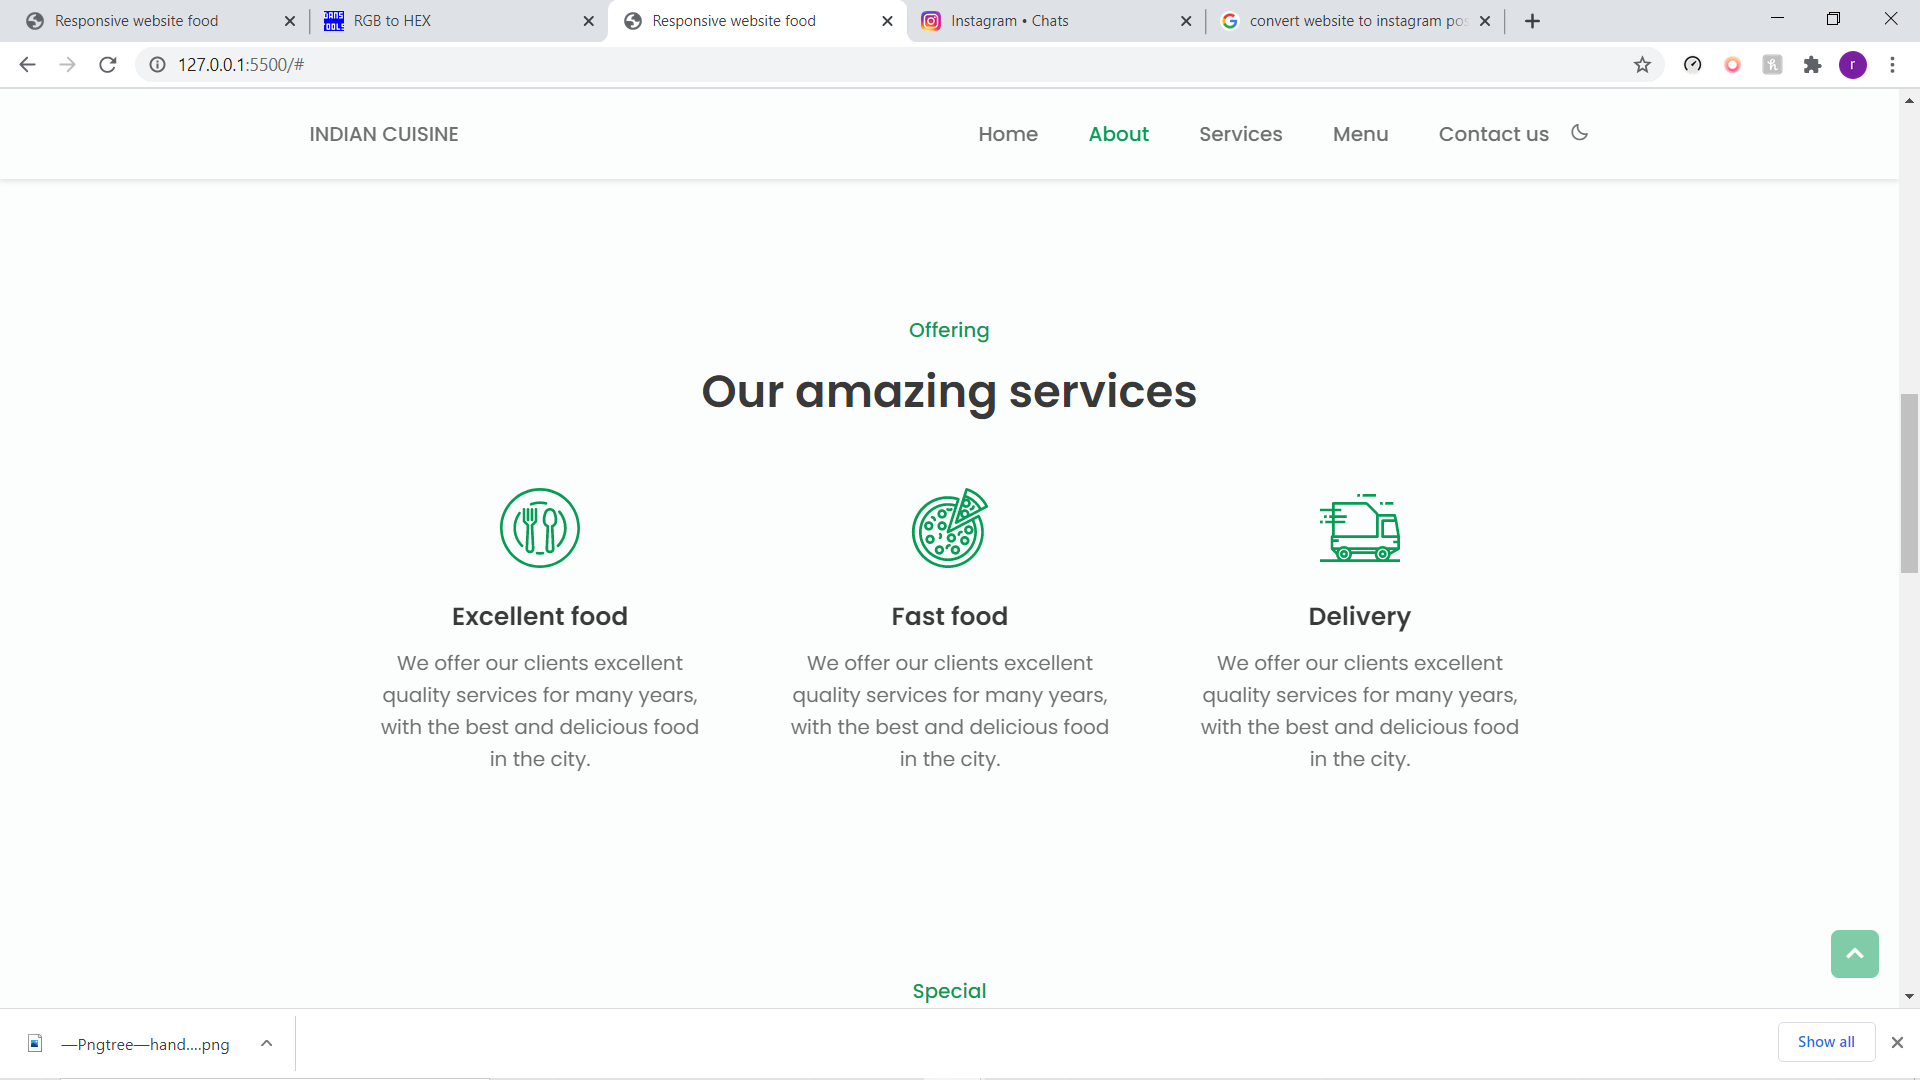 Responsive website food
RGB to HEX
Responsive website food
Instagram • Chats
convert website to instagram pos
127.0.0.1:5500/#
r
INDIAN CUISINE
Home
About
Services
Menu
Contact us
Offering
Our amazing services
Excellent food
We offer our clients excellent
quality services for many years,
with the best and delicious food
in the city.
Fast food
We offer our clients excellent
quality services for many years,
with the best and delicious food
in the city.
Delivery
We offer our clients excellent
quality services for many years,
with the best and delicious food
in the city.
Special
—Pngtree—hand....png
Show all